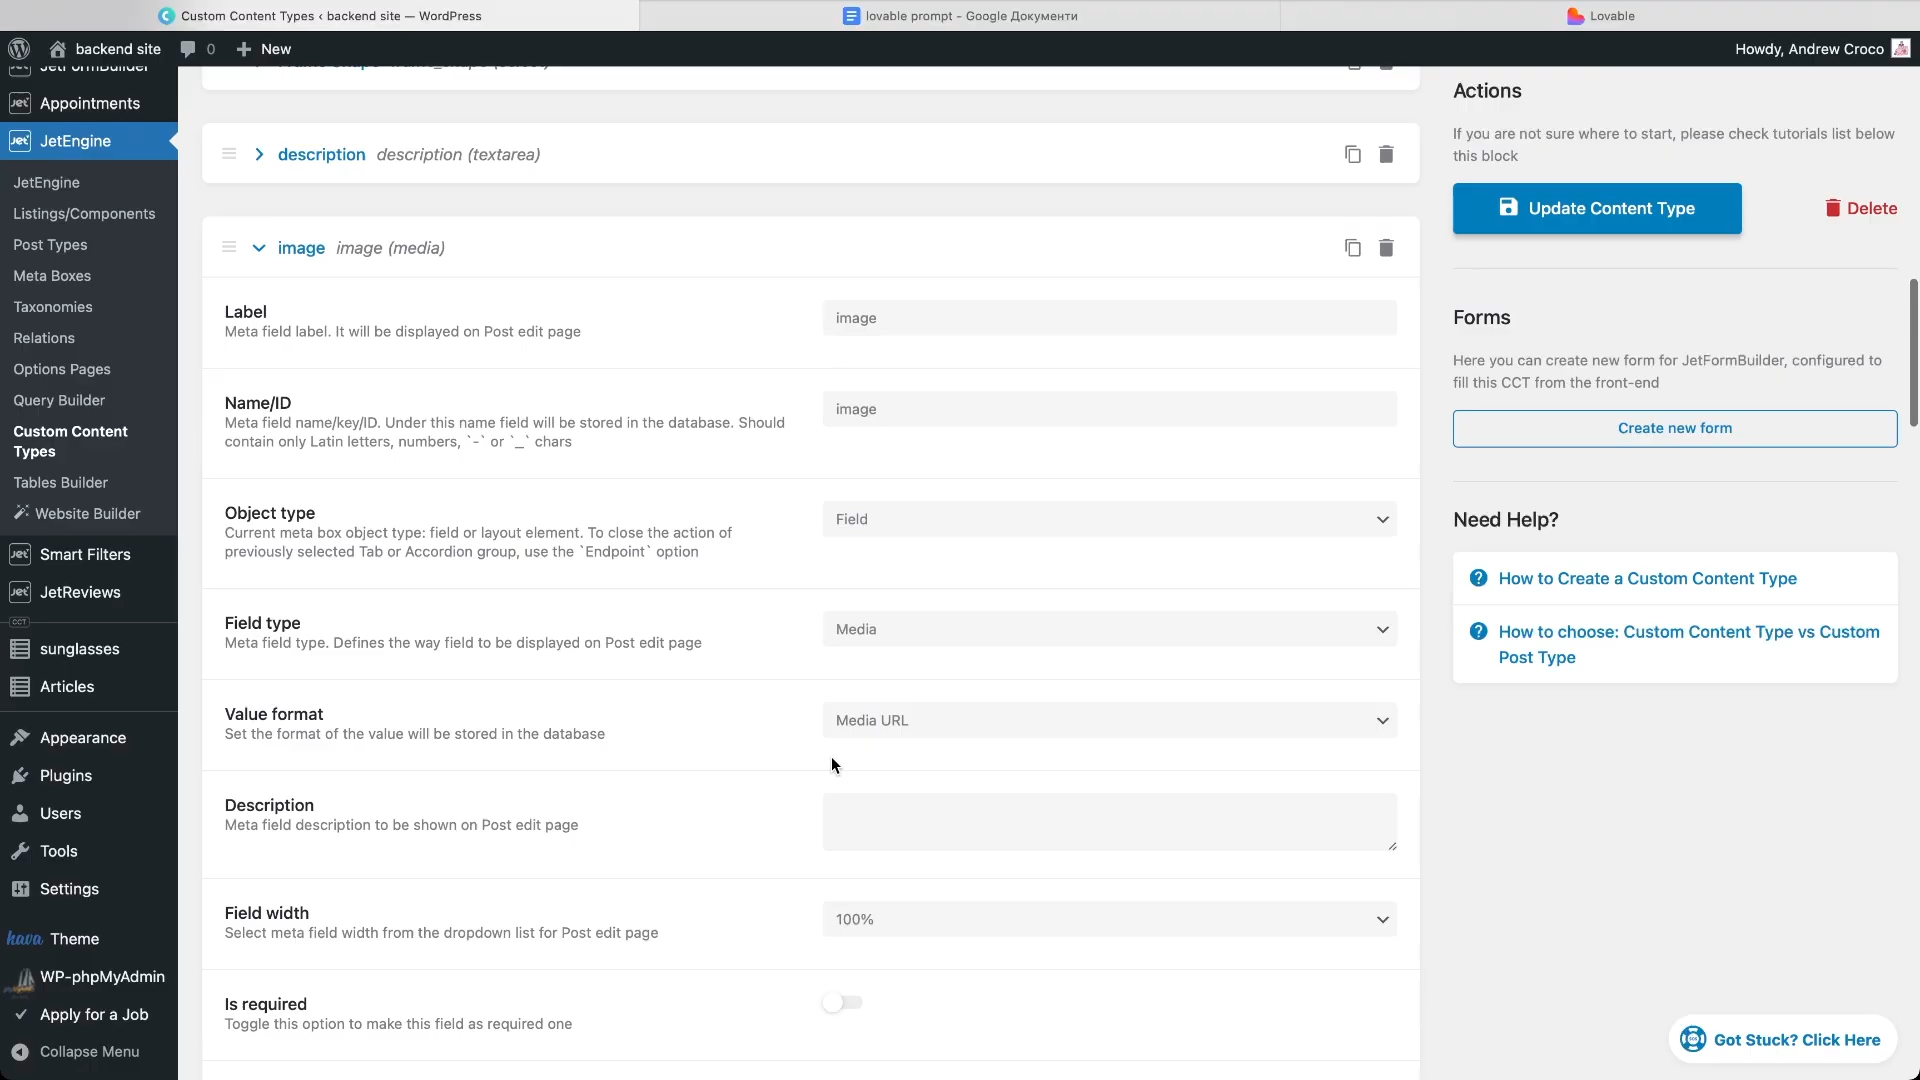 Custom Content Types ‹ backend site — WordPress
lovable prompt - Google Документи
Lovable
backend site
0
New
Howdy, Andrew Croco
JetFormBuilder
Appointments
JetEngine
JetEngine
Listings/Components
Post Types
Meta Boxes
Taxonomies
Relations
Options Pages
Query Builder
Custom Content
Types
Tables Builder
Website Builder
Smart Filters
JetReviews
CCT
sunglasses
Articles
Appearance
Plugins
Users
Tools
Settings
hava Theme
WP-phpMyAdmin
Apply for a Job
Collapse Menu
description description (textarea)
image image (media)
Label
Meta field label. It will be displayed on Post edit page
image
Name/ID
Meta field name/key/ID. Under this name field will be stored in the database. Should
contain only Latin letters, numbers, `-` or `_` chars
image
Object type
Current meta box object type: field or layout element. To close the action of
previously selected Tab or Accordion group, use the `Endpoint` option
Field
Field type
Meta field type. Defines the way field to be displayed on Post edit page
Media
Value format
Set the format of the value will be stored in the database
Media URL
Description
Meta field description to be shown on Post edit page
Field width
Select meta field width from the dropdown list for Post edit page
100%
Is required
Toggle this option to make this field as required one
Actions
If you are not sure where to start, please check tutorials list below
this block
Update Content Type
Delete
Forms
Here you can create new form for JetFormBuilder, configured to
fill this CCT from the front-end
Create new form
Need Help?
How to Create a Custom Content Type
How to choose: Custom Content Type vs Custom
Post Type
Got Stuck? Click Here